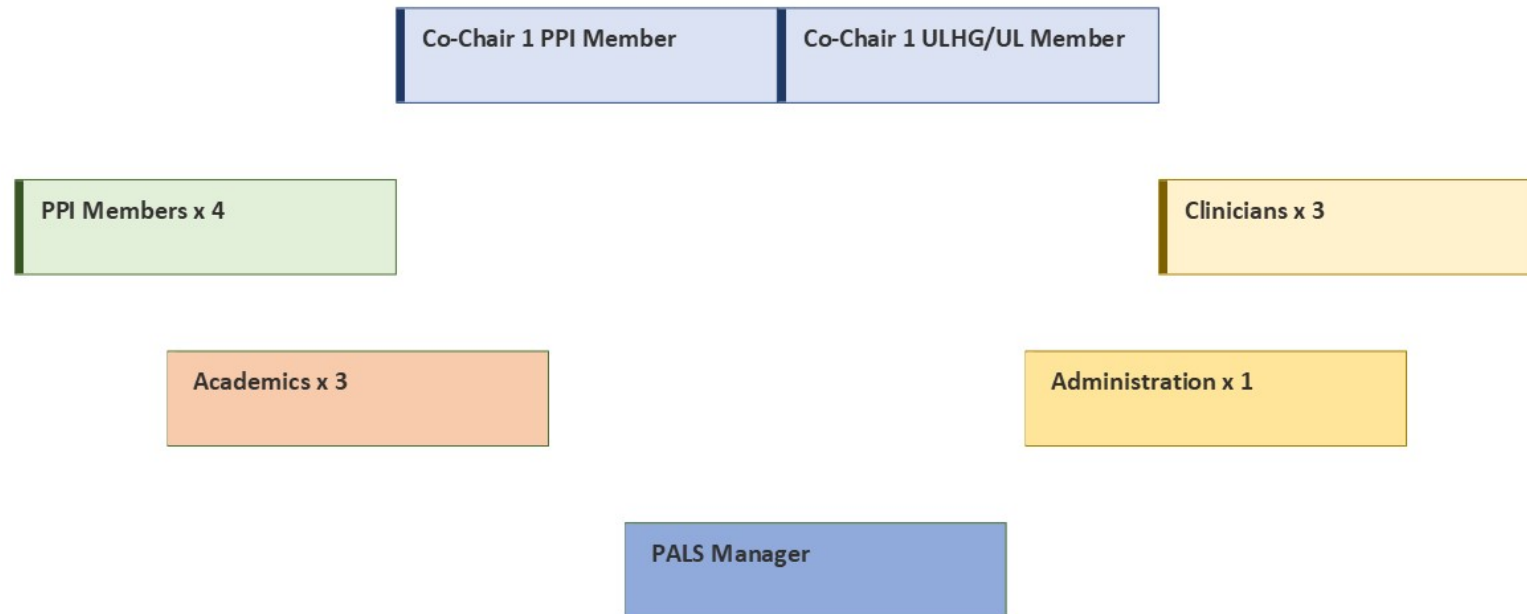 Co-Chair 1 PPI Member
Co-Chair 1 ULHG/UL Member
PPI Members x 4
Clinicians x 3
Academics x 3
Administration x 1
PALS Manager